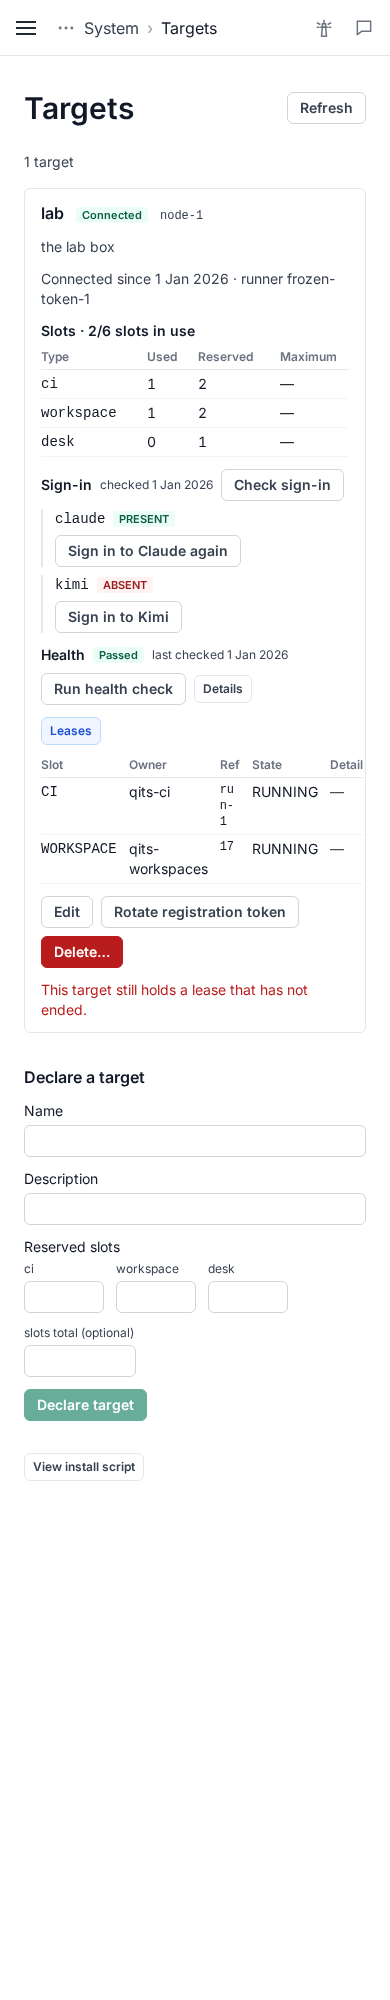 ··· System › Targets
Targets
Refresh
1 target
lab Connected node-1
the lab box
Connected since 1 Jan 2026 · runner frozen-
token-1
Slots · 2/6 slots in use
Type Used Reserved Maximum
ci 1 2 —
workspace 1 2 —
desk 0 1 —
Sign-in checked 1 Jan 2026 Check sign-in
claude PRESENT
Sign in to Claude again
kimi ABSENT
Sign in to Kimi
Health Passed last checked 1 Jan 2026
Run health check Details
Leases
Slot Owner Ref State Detail
CI qits-ci ru RUNNING —
n-
1
WORKSPACE qits- 17 RUNNING —
workspaces
Edit Rotate registration token
Delete...
This target still holds a lease that has not
ended.
Declare a target
Name
Description
Reserved slots
ci workspace desk
slots total (optional)
Declare target
View install script